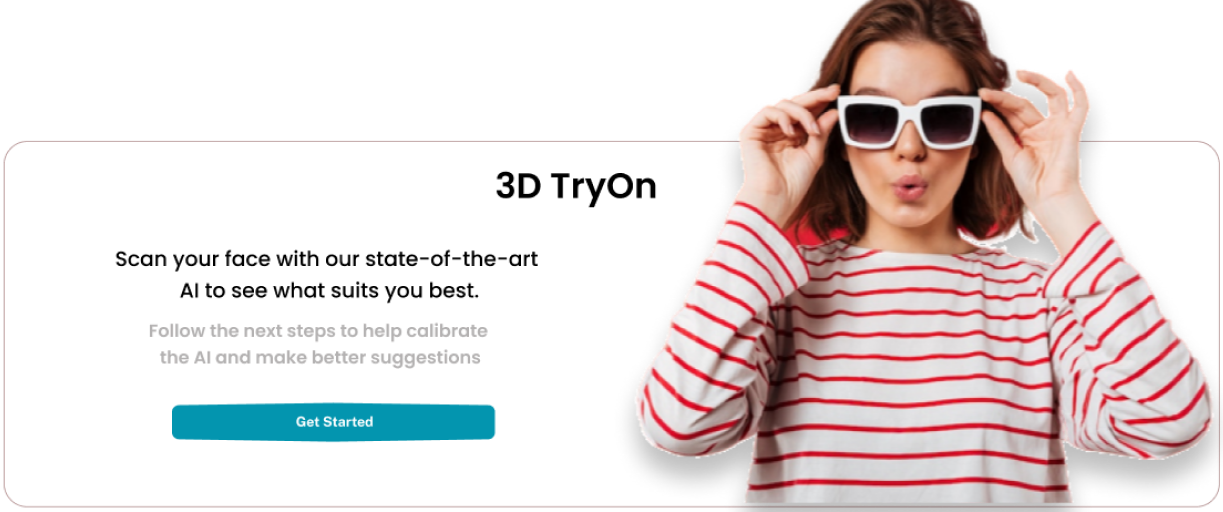 3D TryOn
Scan your face with our state-of-the-art
AI to see what suits you best.
Follow the next steps to help calibrate
the AI and make better suggestions
Get Started